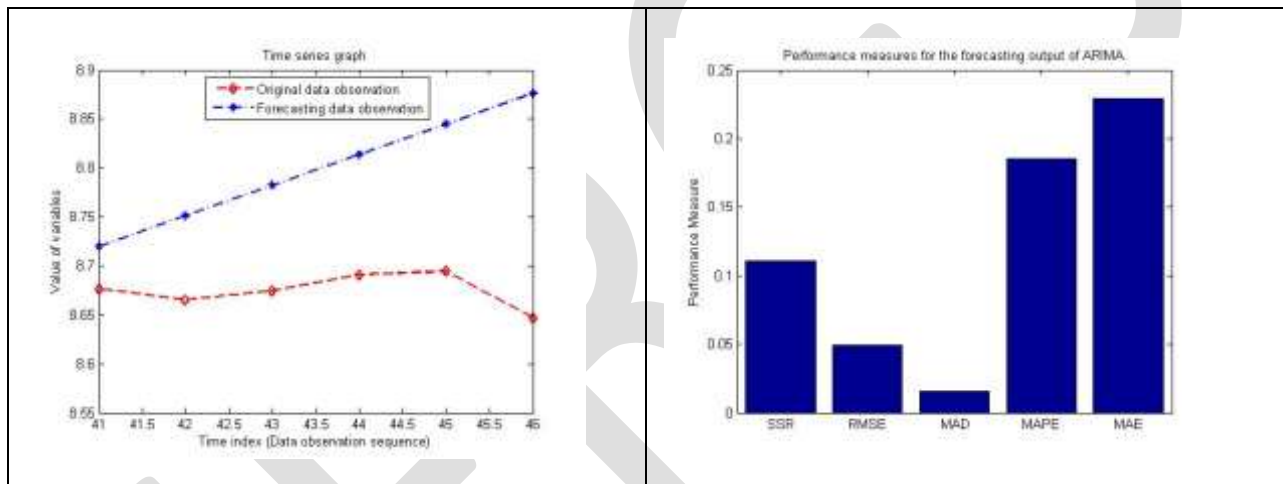 Time series graph
8.9
Original data observation
Forecasting data observation
8.85
8.8
8.75
8.7
8.65
8.6
8.55
Value of variables
41 41.5 42 42.5 43 43.5 44 44.5 45 45.5 46
Time index (Data observation sequence)
Performance measures for the forecasting output of ARIMA
0.25
0.2
0.15
0.1
0.05
0
Performance Measure
SSR RMSE MAD MAPE MAE